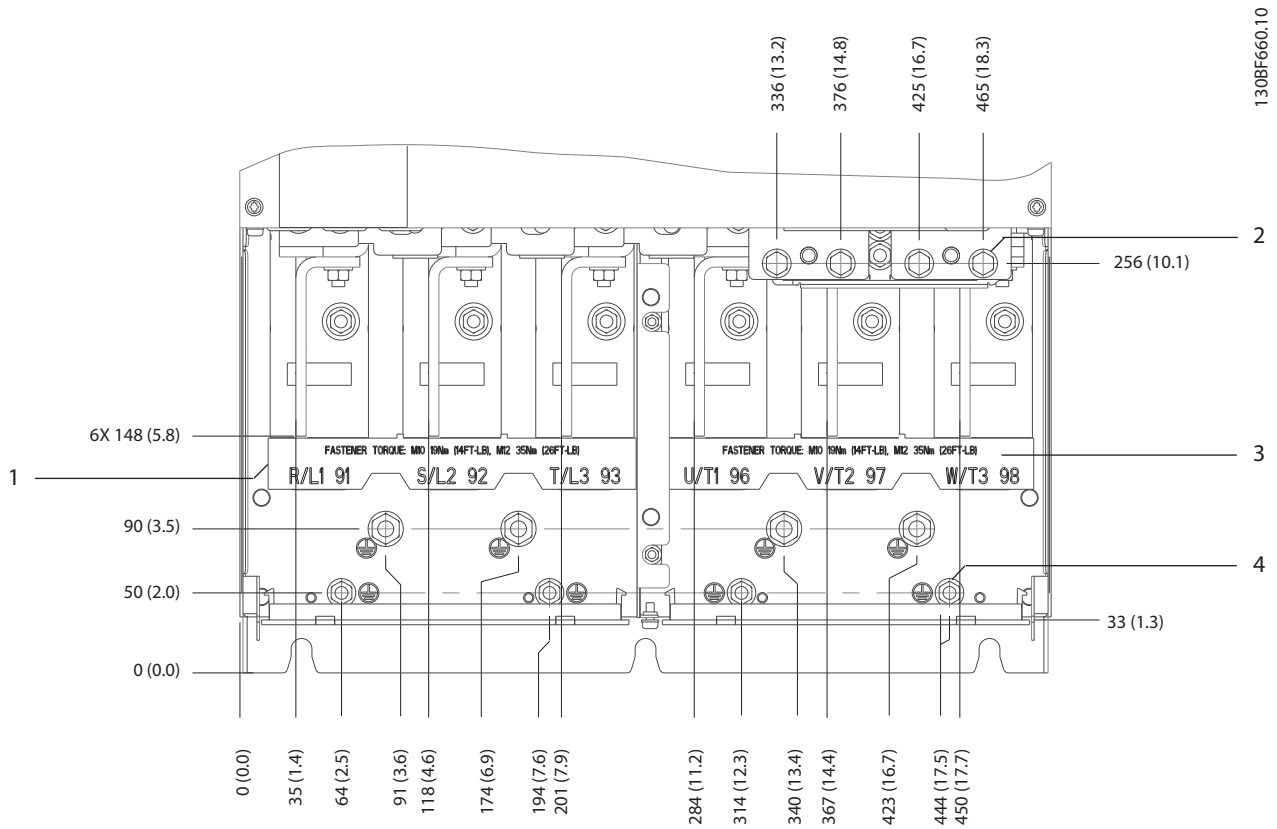 130BF660.10
336 (13.2)
376 (14.8)
425 (16.7)
465 (18.3)
2
256 (10.1)
6X 148 (5.8)
FASTENER TORQUE: M10 19Nm (14FT-LB), M12 35Nm (26FT-LB)
FASTENER TORQUE: M10 19Nm (14FT-LB), M12 35Nm (26FT-LB)
3
1
R/L1 91
S/L2 92
T/L3 93
U/T1 96
V/T2 97
W/T3 98
90 (3.5)
50 (2.0)
4
33 (1.3)
0 (0.0)
0 (0.0)
35 (1.4)
64 (2.5)
91 (3.6)
118 (4.6)
174 (6.9)
194 (7.6)
201 (7.9)
284 (11.2)
314 (12.3)
340 (13.4)
367 (14.4)
423 (16.7)
444 (17.5)
450 (17.7)